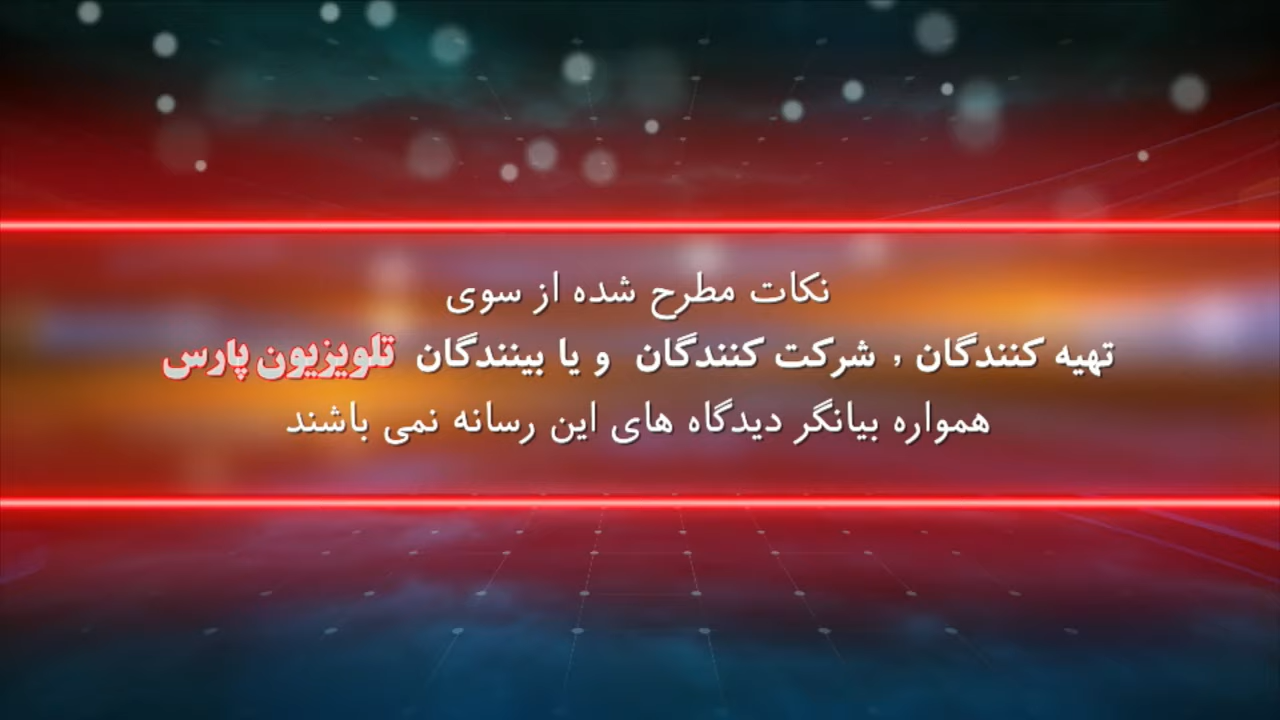 نکات مطرح شده از سوی
تهیه کنندگان , شرکت کنندگان و یا بینندگان تلویزیون پارس
همواره بیانگر دیدگاه های این رسانه نمی باشند